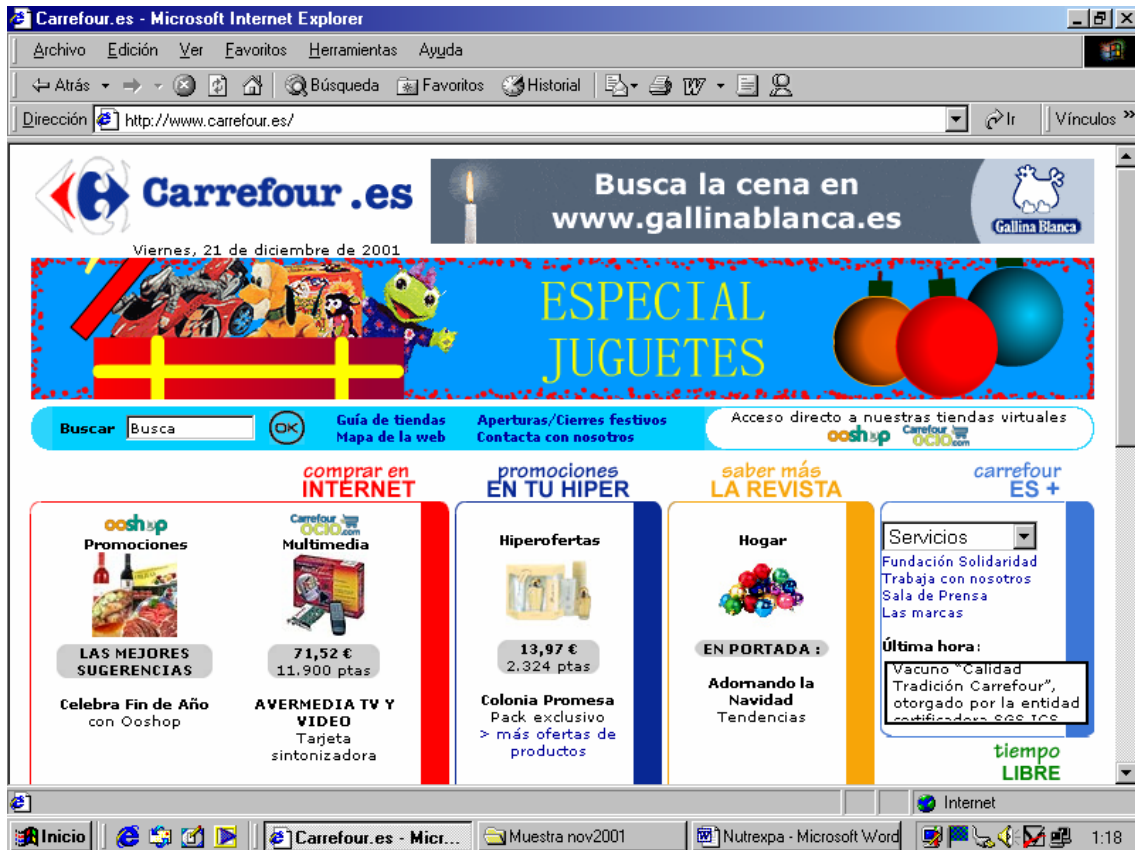 Carrefour.es - Microsoft Internet Explorer
Archivo Edición Ver Favoritos Herramientas Ayuda
Atrás Búsqueda Favoritos Historial
Dirección http://www.carrefour.es/ Ir Vínculos »
Carrefour.es
Viernes, 21 de diciembre de 2001
Busca la cena en
www.gallinablanca.es
Gallina Blanca
ESPECIAL
JUGUETES
Buscar Busca OK
Guía de tiendas
Mapa de la web
Aperturas/Cierres festivos
Contacta con nosotros
Acceso directo a nuestras tiendas virtuales
ooshop Carrefour OCIO.com
comprar en
INTERNET
ooshop
Promociones
LAS MEJORES
SUGERENCIAS
Celebra Fin de Año
con Ooshop
Carrefour
OCIO.com
Multimedia
71,52 €
11.900 ptas
AVERMEDIA TV Y
VIDEO
Tarjeta
sintonizadora
promociones
EN TU HIPER
Hiperofertas
13,97 €
2.324 ptas
Colonia Promesa
Pack exclusivo
> más ofertas de
productos
saber más
LA REVISTA
Hogar
EN PORTADA :
Adornando la
Navidad
Tendencias
carrefour
ES +
Servicios
Fundación Solidaridad
Trabaja con nosotros
Sala de Prensa
Las marcas
Última hora:
Vacuno "Calidad
Tradición Carrefour",
otorgado por la entidad
certificadora SGS ICS
tiempo
LIBRE
Internet
Inicio Carrefour.es - Micr... Muestra nov2001 Nutrexpa - Microsoft Word 1:18